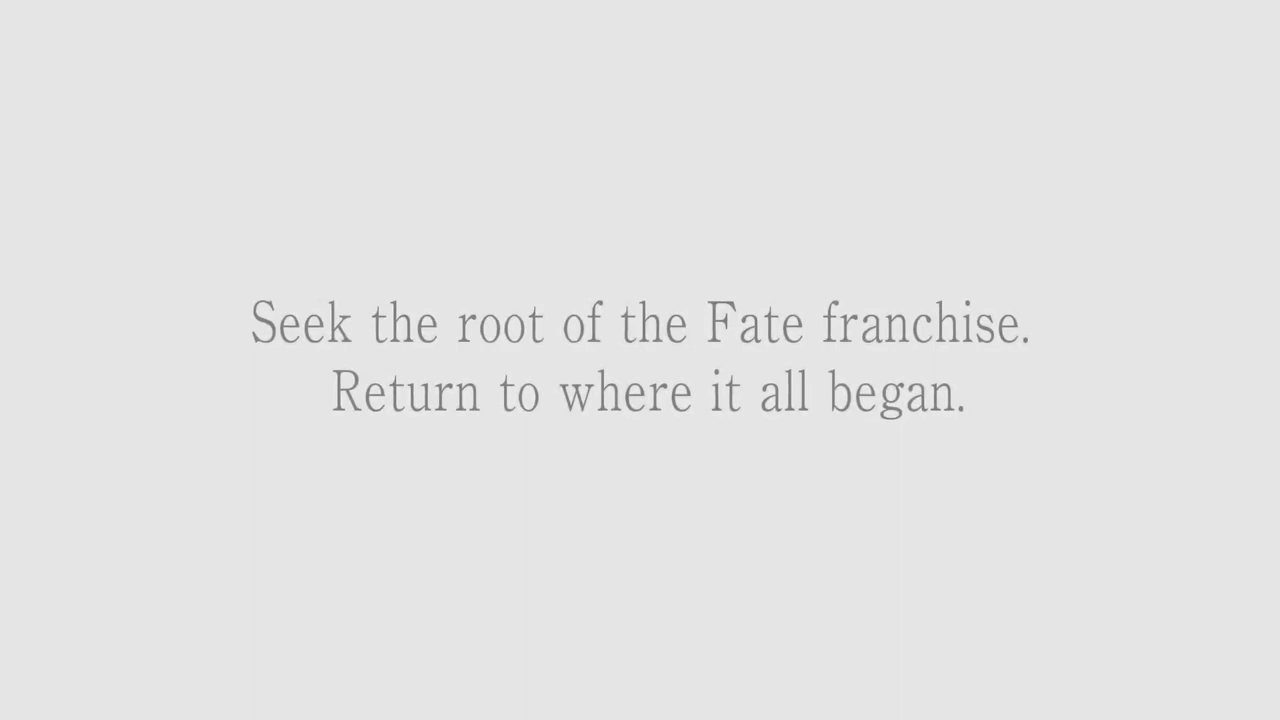 Seek the root of the Fate franchise.
Return to where it all began.